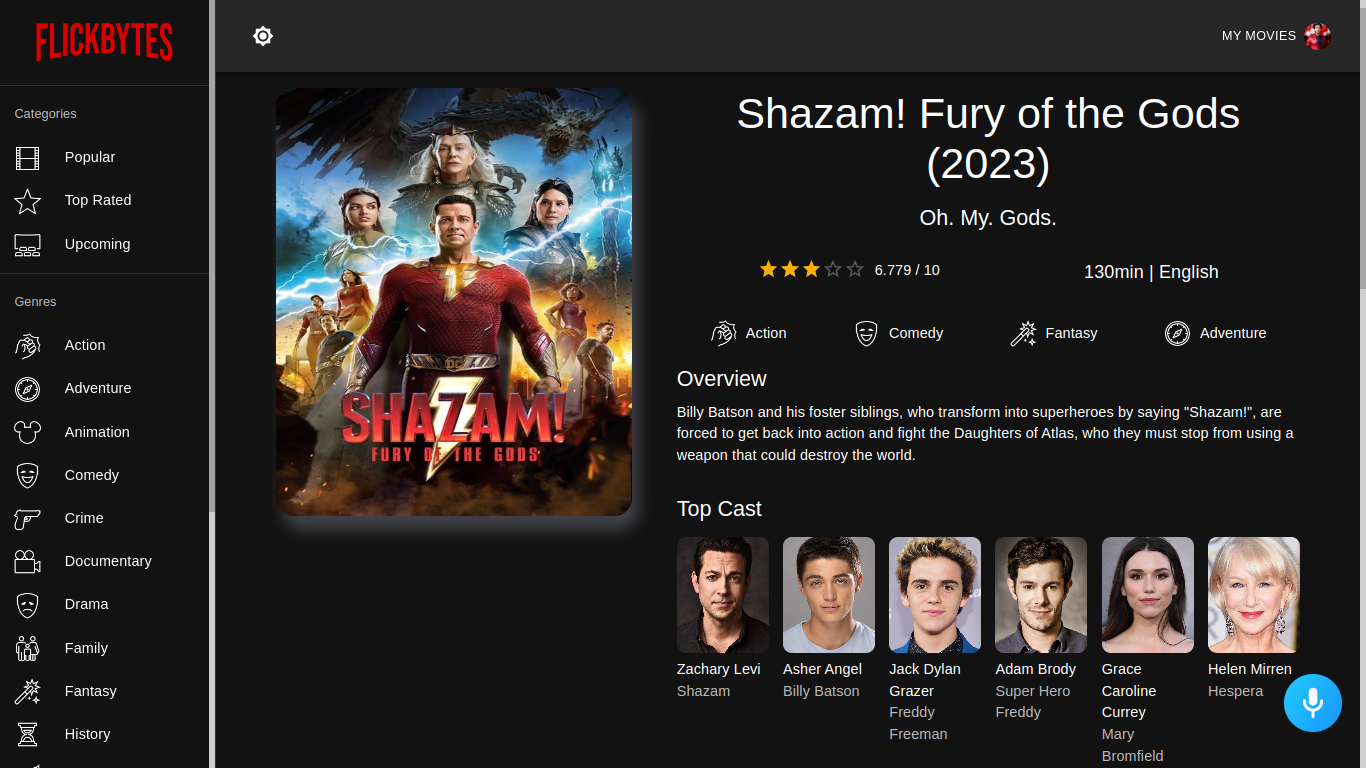 FLICKBYTES
MY MOVIES
Categories
Popular
Top Rated
Upcoming
Genres
Action
Adventure
Animation
Comedy
Crime
Documentary
Drama
Family
Fantasy
History
DC
SHAZAM!
FURY OF THE GODS
Shazam! Fury of the Gods
(2023)
Oh. My. Gods.
6.779 / 10
130min | English
Action
Comedy
Fantasy
Adventure
Overview
Billy Batson and his foster siblings, who transform into superheroes by saying "Shazam!", are
forced to get back into action and fight the Daughters of Atlas, who they must stop from using a
weapon that could destroy the world.
Top Cast
Zachary Levi
Shazam
Asher Angel
Billy Batson
Jack Dylan
Grazer
Freddy
Freeman
Adam Brody
Super Hero
Freddy
Grace
Caroline
Currey
Mary
Bromfield
Helen Mirren
Hespera